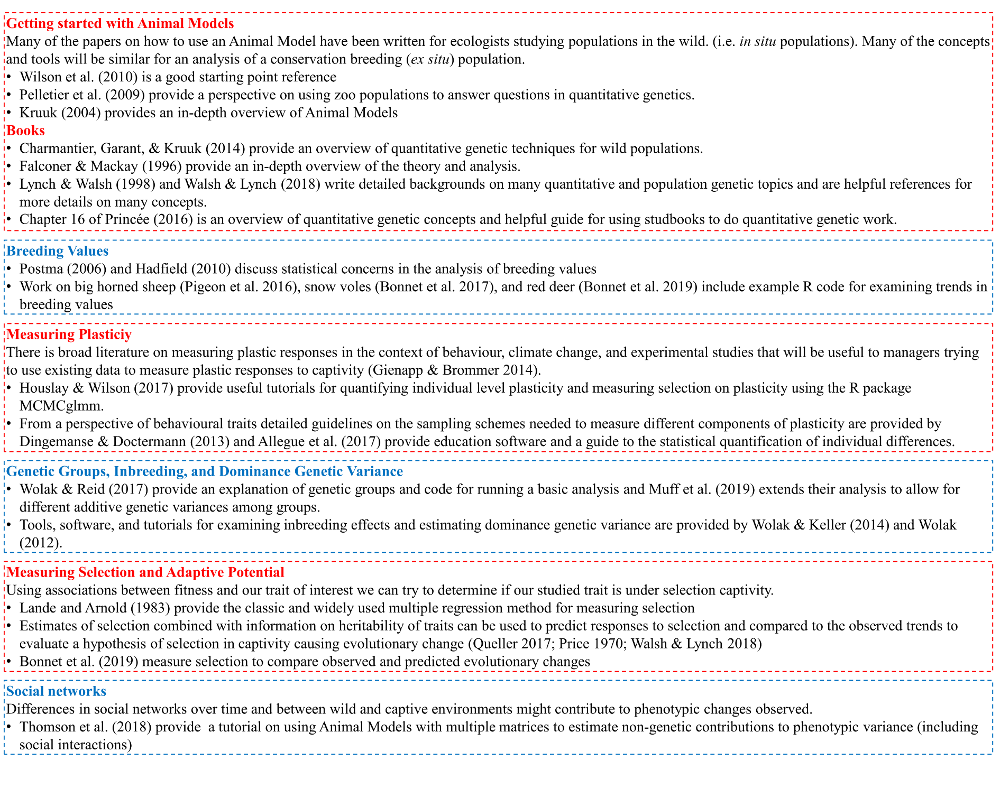 Getting started with Animal Models
Many of the papers on how to use an Animal Model have been written for ecologists studying populations in the wild. (i.e. in situ populations). Many of the concepts
and tools will be similar for an analysis of a conservation breeding (ex situ) population.
• Wilson et al. (2010) is a good starting point reference
• Pelletier et al. (2009) provide a perspective on using zoo populations to answer questions in quantitative genetics.
• Kruuk (2004) provides an in-depth overview of Animal Models
Books
• Charmantier, Garant, & Kruuk (2014) provide an overview of quantitative genetic techniques for wild populations.
• Falconer & Mackay (1996) provide an in-depth overview of the theory and analysis.
• Lynch & Walsh (1998) and Walsh & Lynch (2018) write detailed backgrounds on many quantitative and population genetic topics and are helpful references for
more details on many concepts.
• Chapter 16 of Princée (2016) is an overview of quantitative genetic concepts and helpful guide for using studbooks to do quantitative genetic work.
Breeding Values
• Postma (2006) and Hadfield (2010) discuss statistical concerns in the analysis of breeding values
• Work on big horned sheep (Pigeon et al. 2016), snow voles (Bonnet et al. 2017), and red deer (Bonnet et al. 2019) include example R code for examining trends in
breeding values
Measuring Plasticiy
There is broad literature on measuring plastic responses in the context of behaviour, climate change, and experimental studies that will be useful to managers trying
to use existing data to measure plastic responses to captivity (Gienapp & Brommer 2014).
• Houslay & Wilson (2017) provide useful tutorials for quantifying individual level plasticity and measuring selection on plasticity using the R package
MCMCglmm.
• From a perspective of behavioural traits detailed guidelines on the sampling schemes needed to measure different components of plasticity are provided by
Dingemanse & Doctermann (2013) and Allegue et al. (2017) provide education software and a guide to the statistical quantification of individual differences.
Genetic Groups, Inbreeding, and Dominance Genetic Variance
• Wolak & Reid (2017) provide an explanation of genetic groups and code for running a basic analysis and Muff et al. (2019) extends their analysis to allow for
different additive genetic variances among groups.
• Tools, software, and tutorials for examining inbreeding effects and estimating dominance genetic variance are provided by Wolak & Keller (2014) and Wolak
(2012).
Measuring Selection and Adaptive Potential
Using associations between fitness and our trait of interest we can try to determine if our studied trait is under selection captivity.
• Lande and Arnold (1983) provide the classic and widely used multiple regression method for measuring selection
• Estimates of selection combined with information on heritability of traits can be used to predict responses to selection and compared to the observed trends to
evaluate a hypothesis of selection in captivity causing evolutionary change (Queller 2017; Price 1970; Walsh & Lynch 2018)
• Bonnet et al. (2019) measure selection to compare observed and predicted evolutionary changes
Social networks
Differences in social networks over time and between wild and captive environments might contribute to phenotypic changes observed.
• Thomson et al. (2018) provide  a tutorial on using Animal Models with multiple matrices to estimate non-genetic contributions to phenotypic variance (including
social interactions)